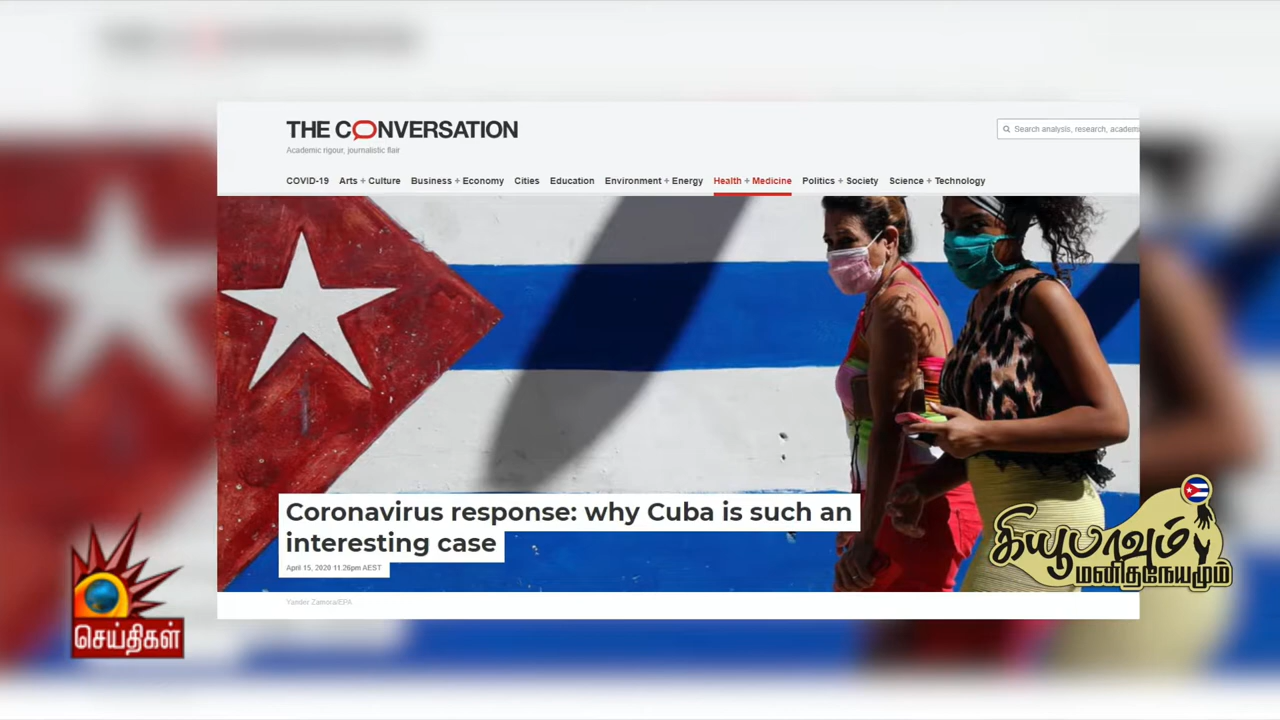 THE CONVERSATION
Academic rigour, journalistic flair
Search analysis, research, academ
COVID-19 Arts + Culture Business + Economy Cities Education Environment + Energy Health + Medicine Politics + Society Science + Technology
Coronavirus response: why Cuba is such an
interesting case
April 15, 2020 11.26pm AEST
Yander Zamora/EPA
கியூபாவும்
மனிதநேயமும்
செய்திகள்